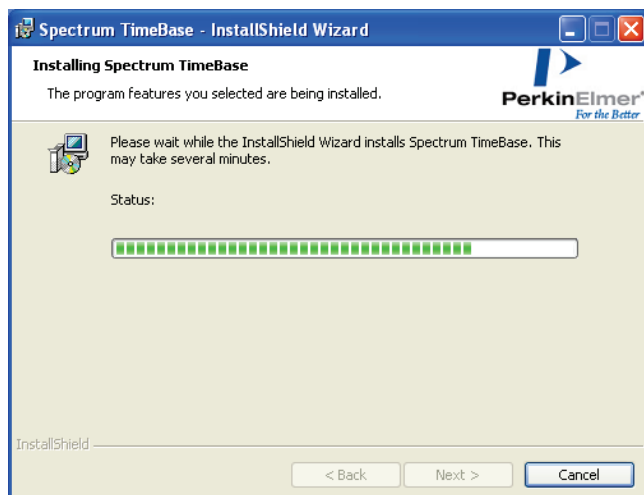 Spectrum TimeBase - InstallShield Wizard
Installing Spectrum TimeBase
The program features you selected are being installed.
PerkinElmer®
For the Better
Please wait while the InstallShield Wizard installs Spectrum TimeBase. This
may take several minutes.
Status:
InstallShield
< Back
Next >
Cancel